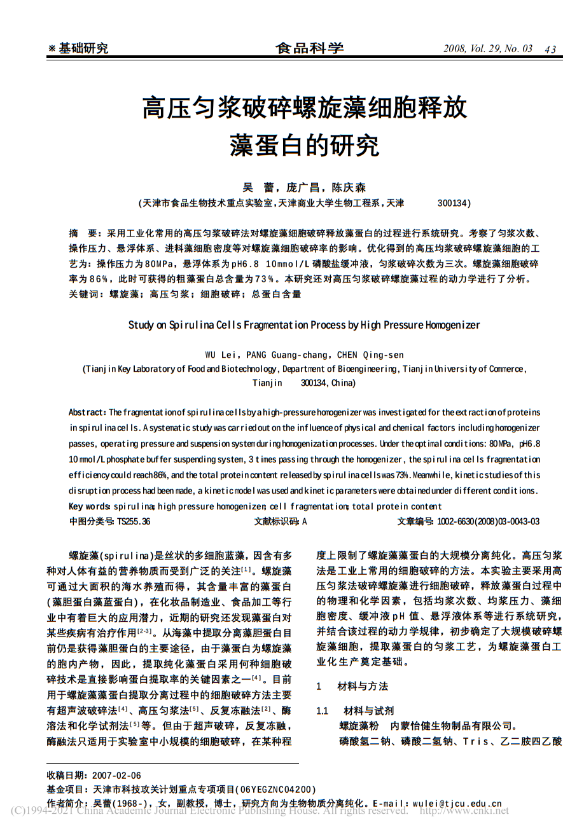 ※基础研究
食品科学
2008, Vol. 29, No. 03 43
高压匀浆破碎螺旋藻细胞释放
藻蛋白的研究
吴 蕾，庞广昌，陈庆森
(天津市食品生物技术重点实验室，天津商业大学生物工程系，天津 300134)
摘 要：采用工业化常用的高压匀浆破碎法对螺旋藻细胞破碎释放藻蛋白的过程进行系统研究。考察了匀浆次数、
操作压力、悬浮体系、进料藻细胞密度等对螺旋藻细胞破碎率的影响。优化得到的高压均浆破碎螺旋藻细胞的工
艺为：操作压力为80MPa，悬浮体系为pH6.8 10mmol/L 磷酸盐缓冲液，匀浆破碎次数为三次。螺旋藻细胞破碎
率为86%，此时可获得的粗藻蛋白总含量为73%。本研究还对高压匀浆破碎螺旋藻过程的动力学进行了分析。
关键词：螺旋藻；高压匀浆；细胞破碎；总蛋白含量
Study on Spirulina Cells Fragmentation Process by High Pressure Homogenizer
WU Lei，PANG Guang-chang，CHEN Qing-sen
(Tianjin Key Laboratory of Food and Biotechnology, Department of Bioengineering, Tianjin University of Commerce,
Tianjin 300134, China)
Abstract : The fragmentation of spirulina cells by a high-pressure homogenizer was investigated for the extraction of proteins
in spirulina cells. A systematic study was carried out on the influence of physical and chemical factors including homogenizer
passes, operating pressure and suspension system during homogenization processes. Under the optimal conditions: 80MPa, pH6.8
10 mmol/L phosphate buffer suspending system, 3 times passing through the homogenizer, the spirulina cells fragmentation
efficiency could reach 86%, and the total protein content released by spirulina cells was 73%. Meanwhile, kinetic studies of this
disruption process had been made, a kinetic model was used and kinetic parameters were obtained under different conditions.
Key words: spirulina; high pressure homogenizer; cell fragmentation; total protein content
中图分类号：TS255.36 文献标识码：A 文章编号：1002-6630(2008)03-0043-03
螺旋藻(spirulina)是丝状的多细胞蓝藻，因含有多
种对人体有益的营养物质而受到广泛的关注[1]。螺旋藻
可通过大面积的海水养殖而得，其含量丰富的藻蛋白
(藻胆蛋白藻蓝蛋白)，在化妆品制造业、食品加工等行
业中有着巨大的应用潜力，近期的研究还发现藻蛋白对
某些疾病有治疗作用[2-3]。从海藻中提取分离藻胆蛋白目
前仍是获得藻胆蛋白的主要途径，由于藻蛋白为螺旋藻
的胞内产物，因此，提取纯化藻蛋白采用何种细胞破
碎技术是直接影响蛋白提取率的关键因素之一[4]。目前
用于螺旋藻藻蛋白提取分离过程中的细胞破碎方法主要
有超声波破碎法[4]、高压匀浆法[5]、反复冻融法[2]、酶
溶法和化学试剂法[5]等。但由于超声破碎，反复冻融，
酶融法只适用于实验室中小规模的细胞破碎，在某种程
度上限制了螺旋藻藻蛋白的大规模分离纯化。高压匀浆
法是工业上常用的细胞破碎的方法。本实验主要采用高
压匀浆法破碎螺旋藻进行细胞破碎，释放藻蛋白过程中
的物理和化学因素，包括均浆次数、均浆压力、藻细
胞密度、缓冲液pH 值、悬浮液体系等进行系统研究，
并结合该过程的动力学规律，初步确定了大规模破碎螺
旋藻细胞，提取藻蛋白的匀浆工艺，为螺旋藻蛋白工
业化生产奠定基础。
1 材料与方法
1.1 材料与试剂
螺旋藻粉 内蒙怡健生物制品有限公司。
磷酸氢二钠、磷酸二氢钠、Tris、乙二胺四乙酸
收稿日期：2007-02-06
基金项目：天津市科技攻关计划重点专项项目(06YEGZNC04200)
作者简介：吴蕾(1968-)，女，副教授，博士，研究方向为生物物质分离纯化。E-mail：wulei@tjcu.edu.cn
(C)1994-2021 China Academic Journal Electronic Publishing House. All rights reserved. http://www.cnki.net